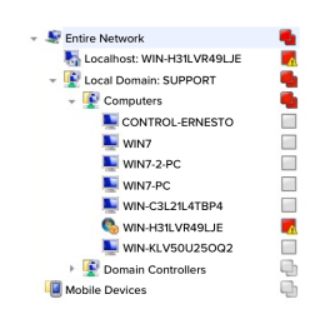 Entire Network
Localhost: WIN-H31LVR49LJE
Local Domain: SUPPORT
Computers
CONTROL-ERNESTO
WIN7
WIN7-2-PC
WIN7-PC
WIN-C3L21L4TBP4
WIN-H31LVR49LJE
WIN-KLV50U25OQ2
Domain Controllers
Mobile Devices